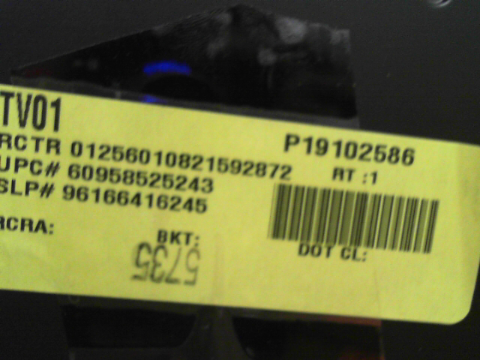 TV01
P19102586
RCTR 01256010821592872
RT :1
UPC# 60958525243
SLP# 96166416245
RCRA:
BKT:
DOT CL:
5735